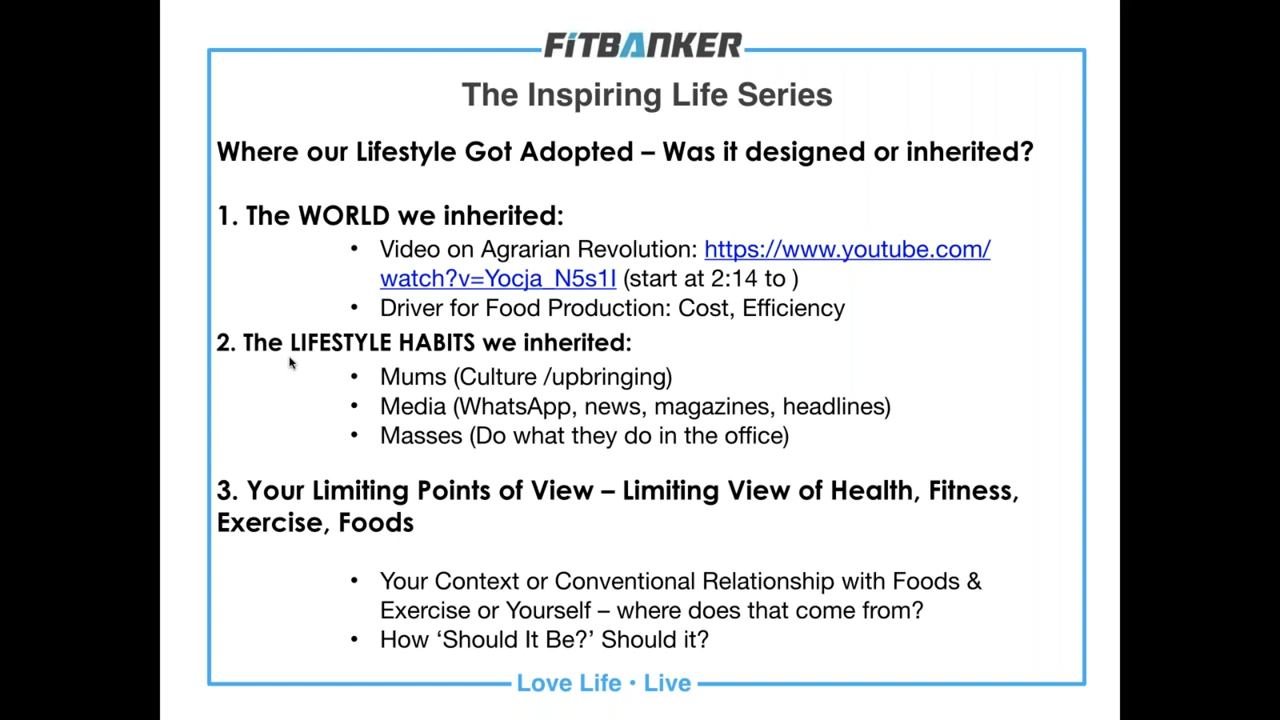 FiTBANKER
The Inspiring Life Series
Where our Lifestyle Got Adopted – Was it designed or inherited?
1. The WORLD we inherited:
• Video on Agrarian Revolution: https://www.youtube.com/
watch?v=Yocja_N5s1I (start at 2:14 to )
• Driver for Food Production: Cost, Efficiency
2. The LIFESTYLE HABITS we inherited:
• Mums (Culture /upbringing)
• Media (WhatsApp, news, magazines, headlines)
• Masses (Do what they do in the office)
3. Your Limiting Points of View – Limiting View of Health, Fitness,
Exercise, Foods
• Your Context or Conventional Relationship with Foods &
Exercise or Yourself – where does that come from?
• How ‘Should It Be?’ Should it?
Love Life • Live